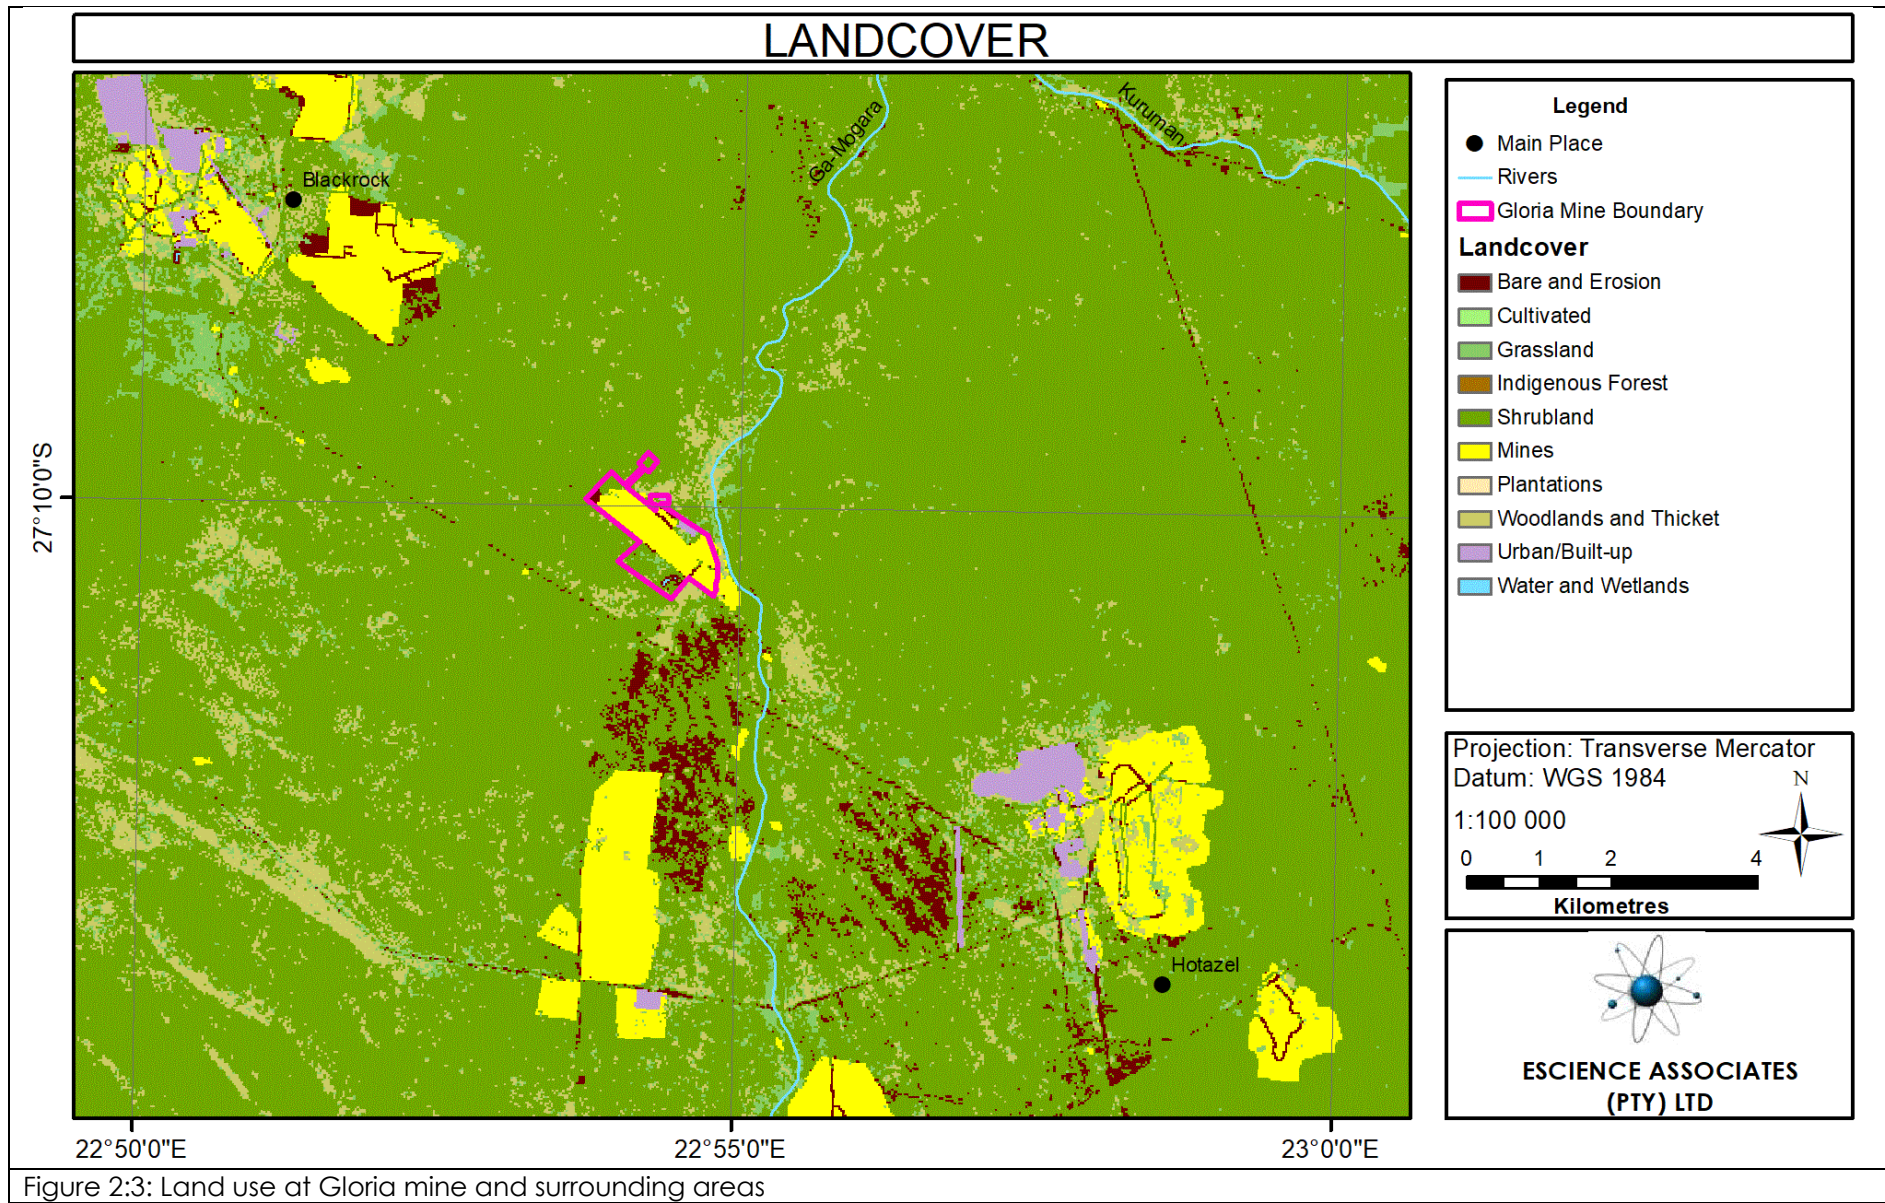 LANDCOVER
Blackrock
Ga-Mogara
Kuruman
Hotazel
27°10'0"S
22°50'0"E
22°55'0"E
23°0'0"E
Legend
Main Place
Rivers
Gloria Mine Boundary
Landcover
Bare and Erosion
Cultivated
Grassland
Indigenous Forest
Shrubland
Mines
Plantations
Woodlands and Thicket
Urban/Built-up
Water and Wetlands
Projection: Transverse Mercator
Datum: WGS 1984
N
1:100 000
0 1 2 4
Kilometres
ESCIENCE ASSOCIATES
(PTY) LTD
Figure 2:3: Land use at Gloria mine and surrounding areas